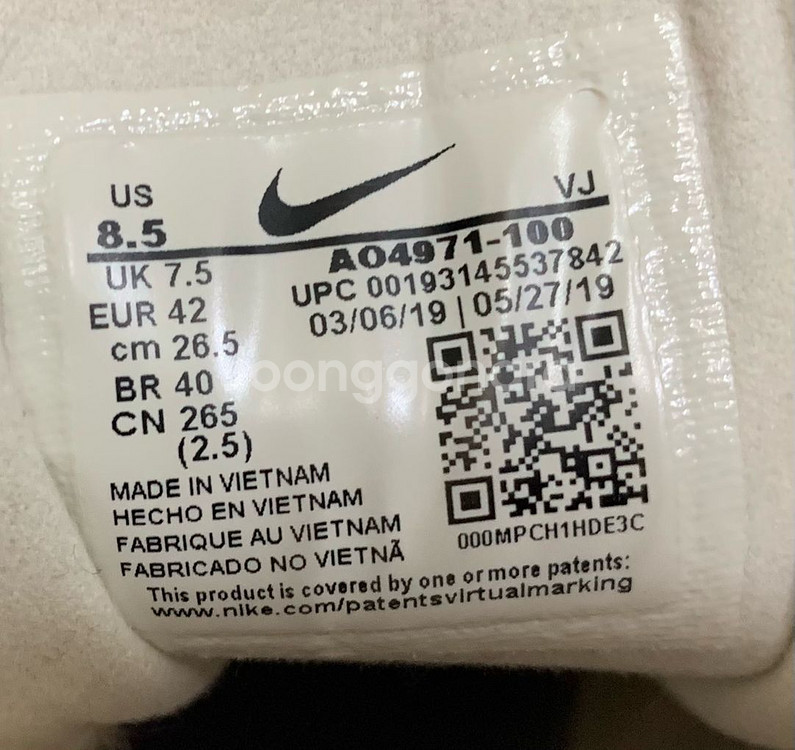 US
8.5
VJ
AO4971-100
UK 7.5
UPC 00193145537842
EUR 42
03/06/19 | 05/27/19
cm 26.5
BR 40
CN 265
(2.5)
MADE IN VIETNAM
HECHO EN VIETNAM
FABRIQUE AU VIETNAM
FABRICADO NO VIETNÃ
000MPCH1HDE3C
This product is covered by one or more patents:
www.nike.com/patentsvirtualmarking